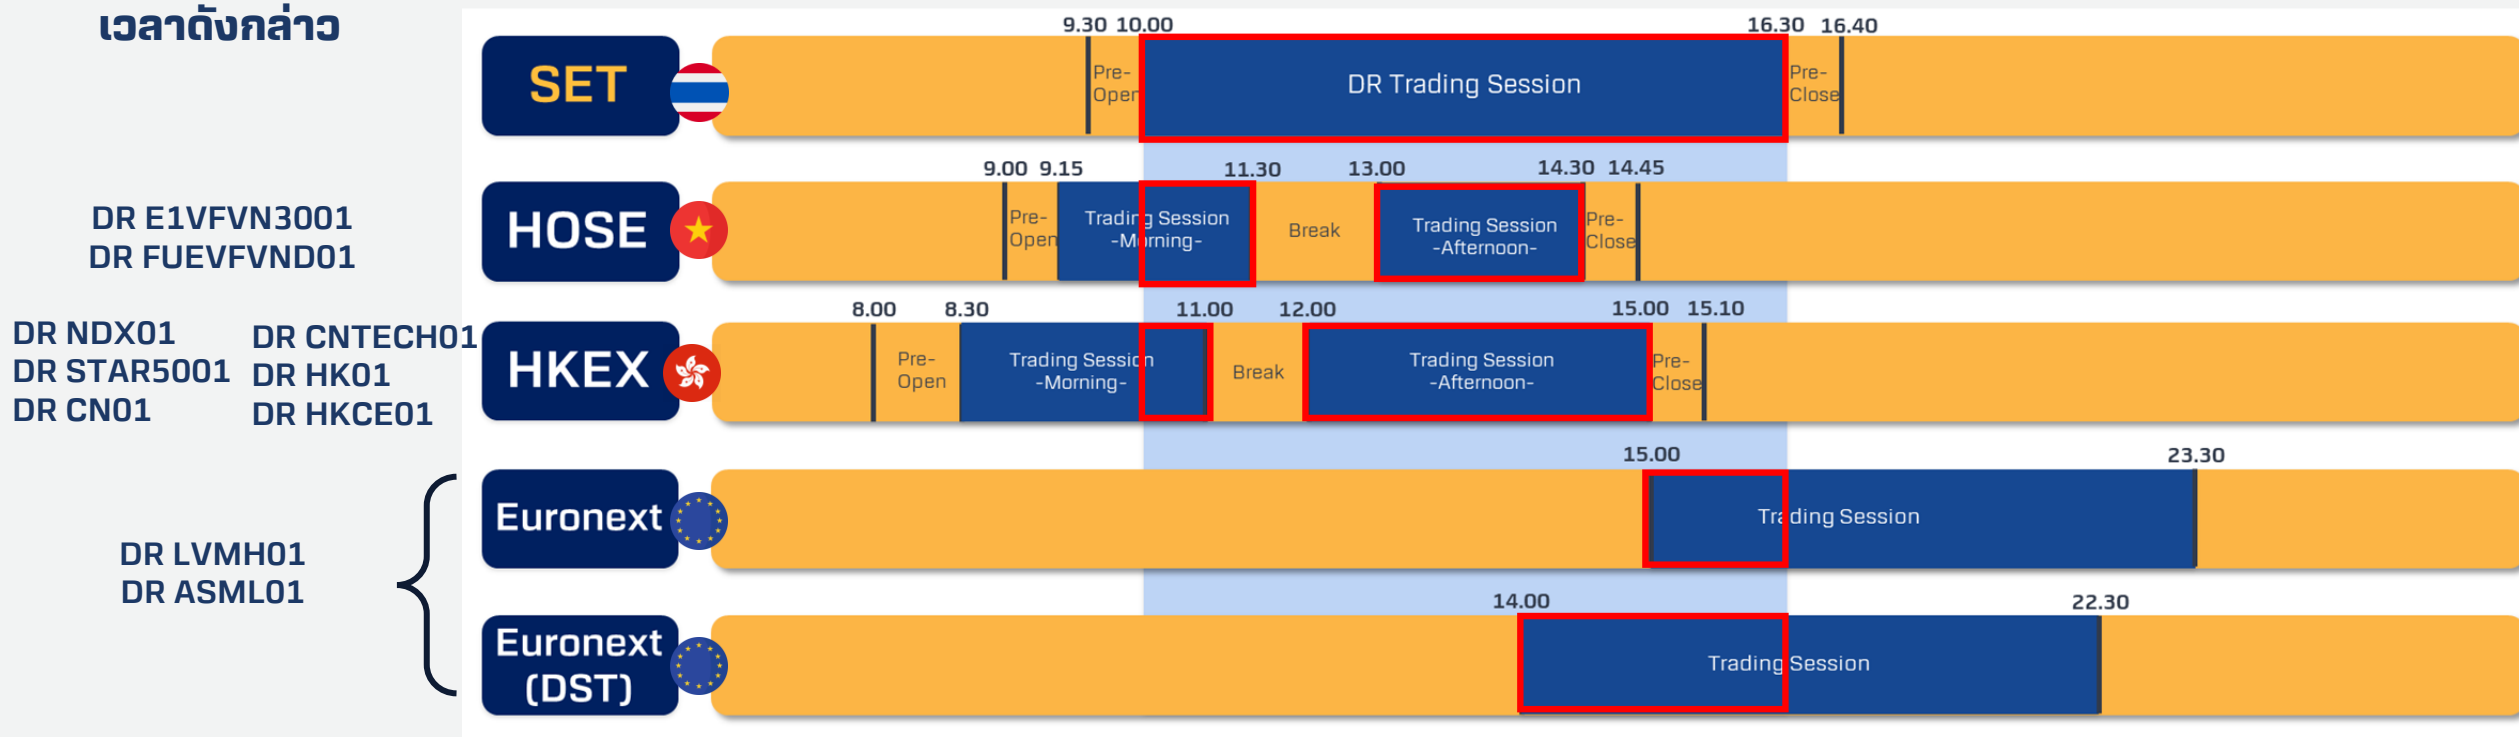 เวลาดังกล่าว
9.30 10.00 16.30 16.40
SET
Pre-
Open
DR Trading Session
Pre-
Close
9.00 9.15 11.30 13.00 14.30 14.45
DR E1VFVN3001
DR FUEVFVND01
HOSE
Pre-
Open
Trading Session
-Morning-
Break
Trading Session
-Afternoon-
Pre-
Close
8.00 8.30 11.00 12.00 15.00 15.10
DR NDX01
DR STAR5001
DR CN01
DR CNTECH01
DR HK01
DR HKCE01
HKEX
Pre-
Open
Trading Session
-Morning-
Break
Trading Session
-Afternoon-
Pre-
Close
15.00 23.30
Euronext
Trading Session
DR LVMH01
DR ASML01
14.00 22.30
Euronext
(DST)
Trading Session